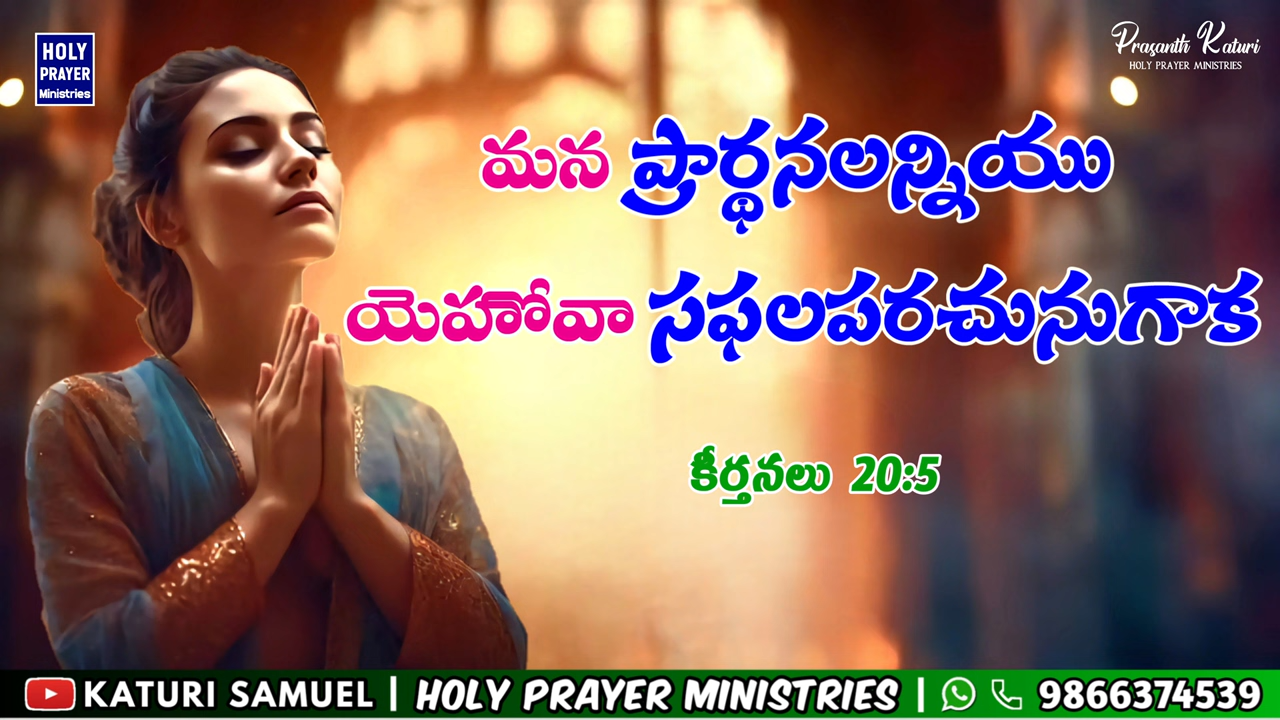 HOLY
PRAYER
Ministries
Prasanth Katuri
HOLY PRAYER MINISTRIES
మన ప్రార్థనలన్నియు
యెహోవా సఫలపరచునుగాక
కీర్తనలు 20:5
KATURI SAMUEL | HOLY PRAYER MINISTRIES | 9866374539